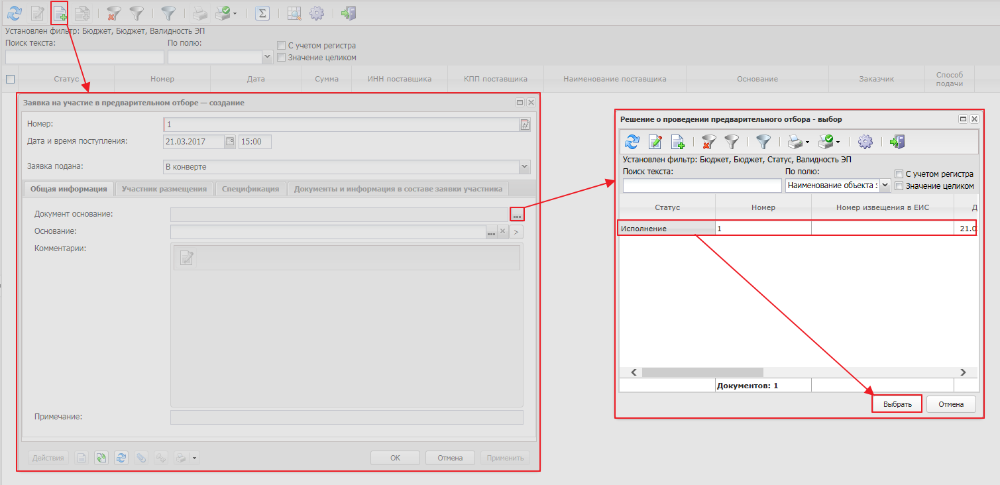 Установлен фильтр: Бюджет, Бюджет, Валидность ЭП
Поиск текста:
По полю:
С учетом регистра
Значение целиком
Статус
Номер
Дата
Сумма
ИНН поставщика
КПП поставщика
Наименование поставщика
Основание
Заказчик
Способ
подачи
Заявка на участие в предварительном отборе — создание
Номер:
1
Дата и время поступления:
21.03.2017
15:00
Заявка подана:
В конверте
Общая информация
Участник размещения
Спецификация
Документы и информация в составе заявки участника
Документ основание:
...
Основание:
... × >
Комментарии:
Примечание:
Действия
OK
Отмена
Применить
Решение о проведении предварительного отбора - выбор
Установлен фильтр: Бюджет, Бюджет, Статус, Валидность ЭП
Поиск текста:
По полю:
Наименование объекта
С учетом регистра
Значение целиком
Статус
Номер
Номер извещения в ЕИС
Д
Исполнение
1
21.0
Документов: 1
Выбрать
Отмена